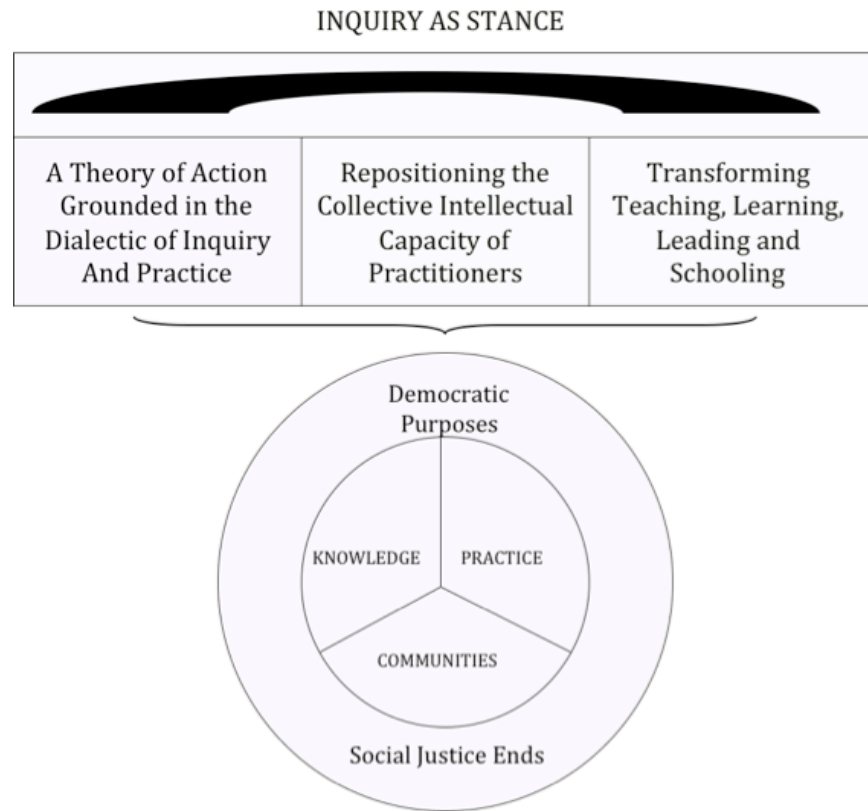 INQUIRY AS STANCE
A Theory of Action
Grounded in the
Dialectic of Inquiry
And Practice
Repositioning the
Collective Intellectual
Capacity of
Practitioners
Transforming
Teaching, Learning,
Leading and
Schooling
Democratic
Purposes
KNOWLEDGE
PRACTICE
COMMUNITIES
Social Justice Ends